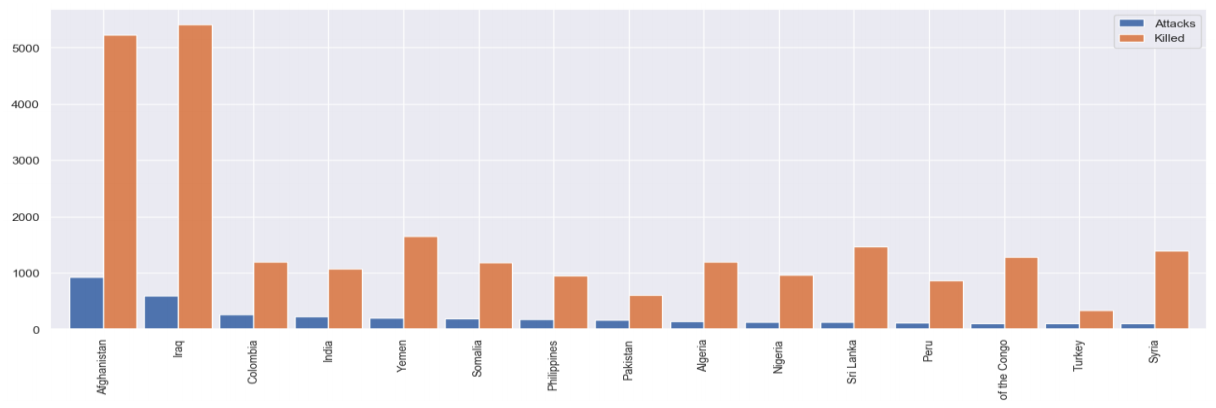 Attacks
Killed
5000
4000
3000
2000
1000
0
Afghanistan
Iraq
Colombia
India
Yemen
Somalia
Philippines
Pakistan
Algeria
Nigeria
Sri Lanka
Peru
of the Congo
Turkey
Syria